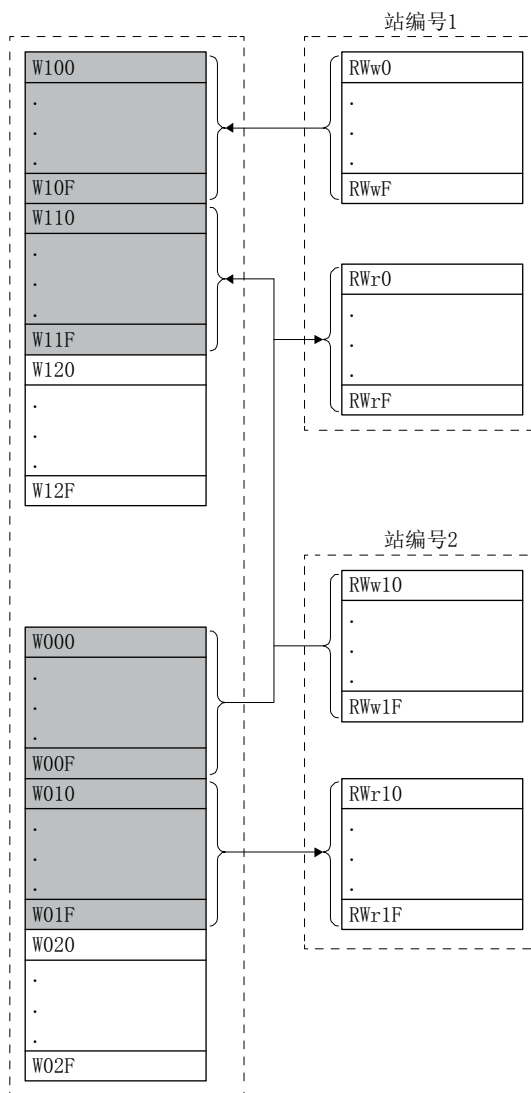 W100
.
.
.
W10F
W110
.
.
.
W11F
W120
.
.
.
W12F
W000
.
.
.
W00F
W010
.
.
.
W01F
W020
.
.
.
W02F
站编号1
RWw0
.
.
.
RWwF
RWr0
.
.
.
RWrF
站编号2
RWw10
.
.
.
RWw1F
RWr10
.
.
.
RWr1F